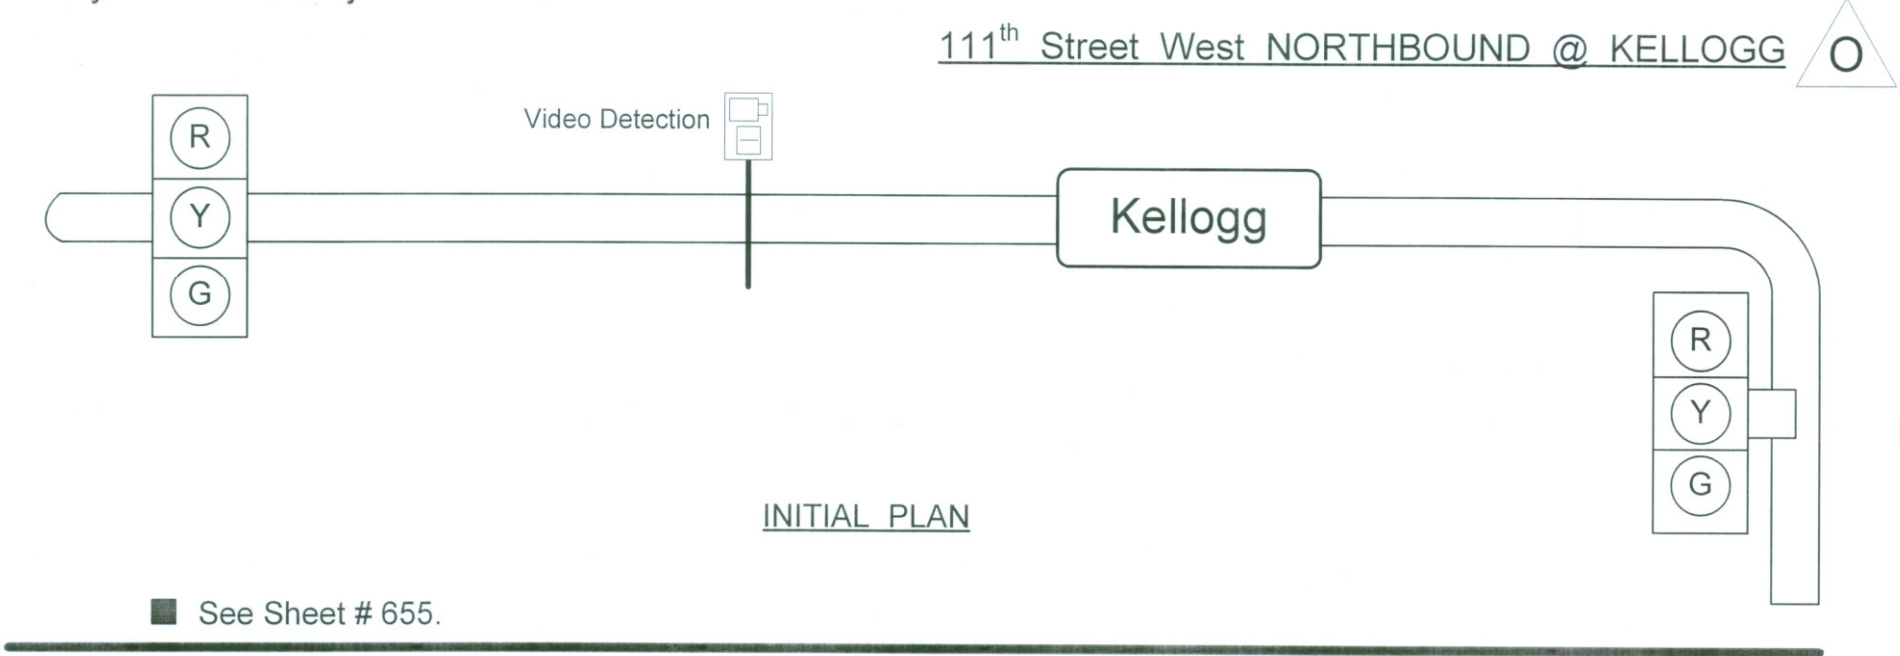 111th Street West NORTHBOUND @ KELLOGG
O
Video Detection
R
Y
G
Kellogg
R
Y
G
INITIAL PLAN
See Sheet # 655.